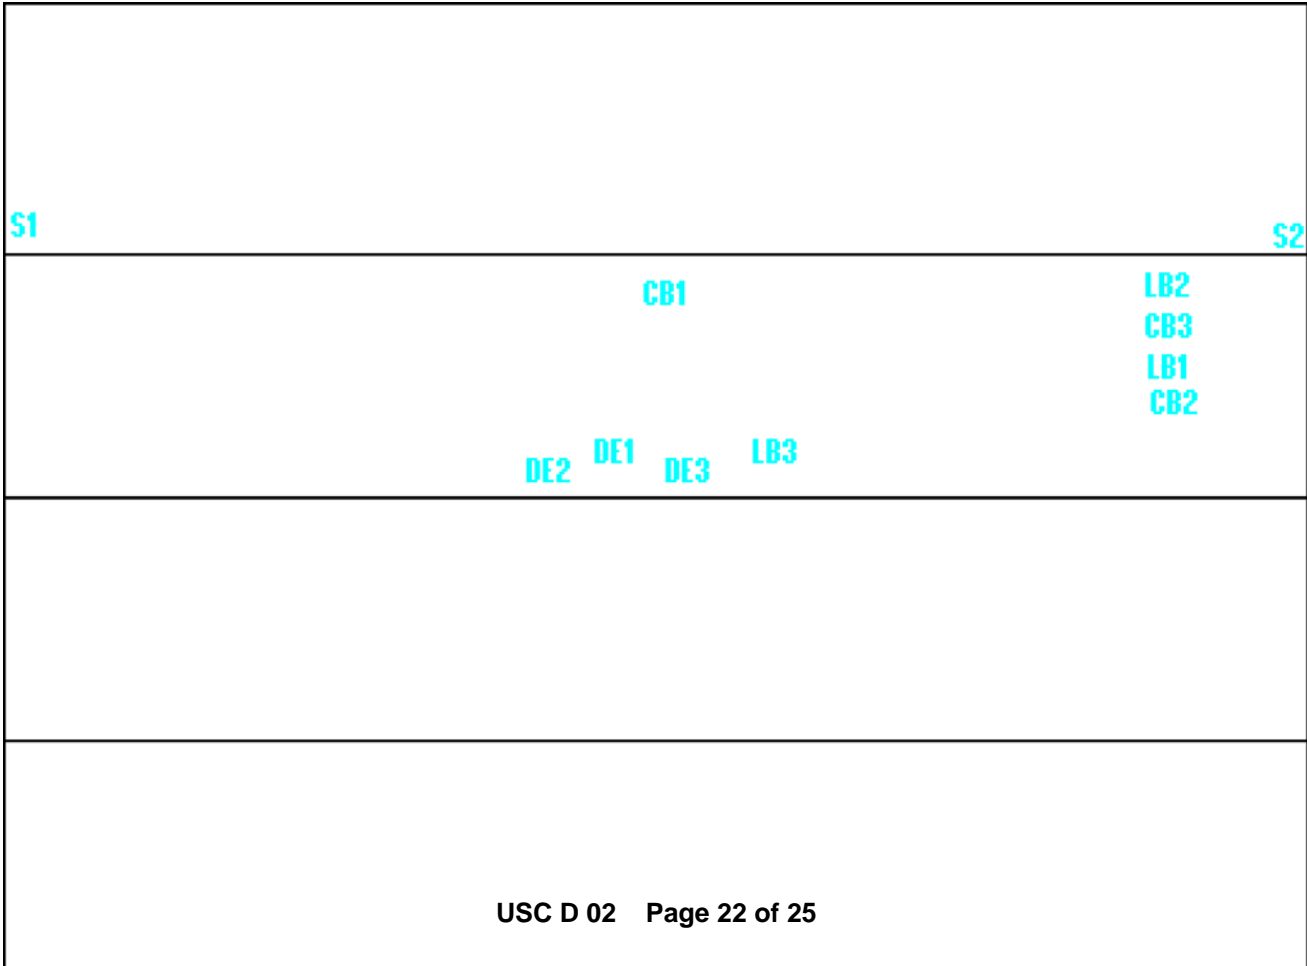 S1
S2
CB1
LB2
CB3
LB1
CB2
DE1
LB3
DE2
DE3
USC D 02 Page 22 of 25